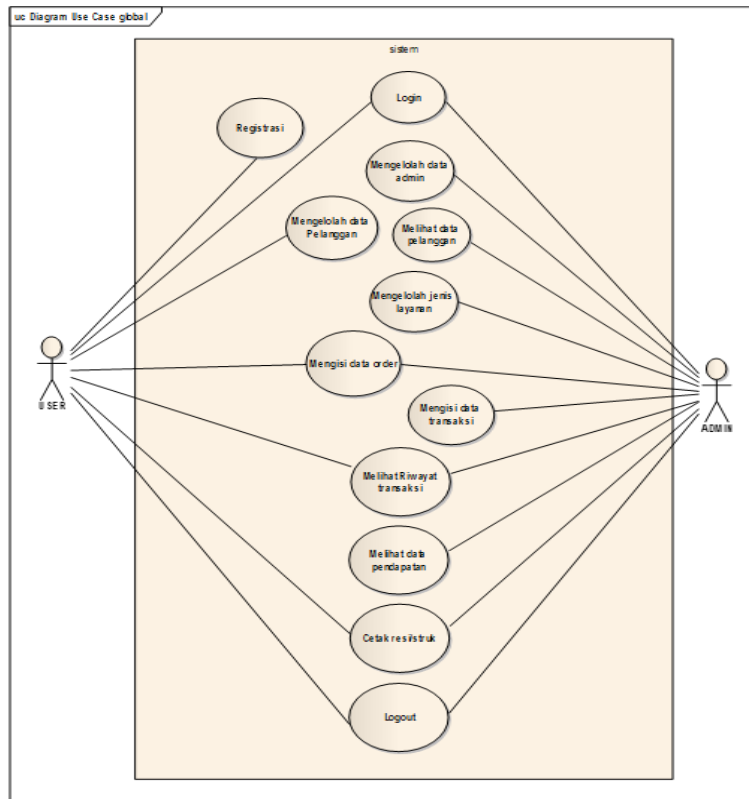 uc Diagram Use Case global
sistem
Login
Registrasi
Mengelolah data
admin
Mengelolah data
Pelanggan
Melihat data
pelanggan
Mengelolah jenis
layanan
Mengisi data order
USER
ADMIN
Mengisi data
transaksi
Melihat Riwayat
transaksi
Melihat data
pendapatan
Cetak resi/struk
Logout